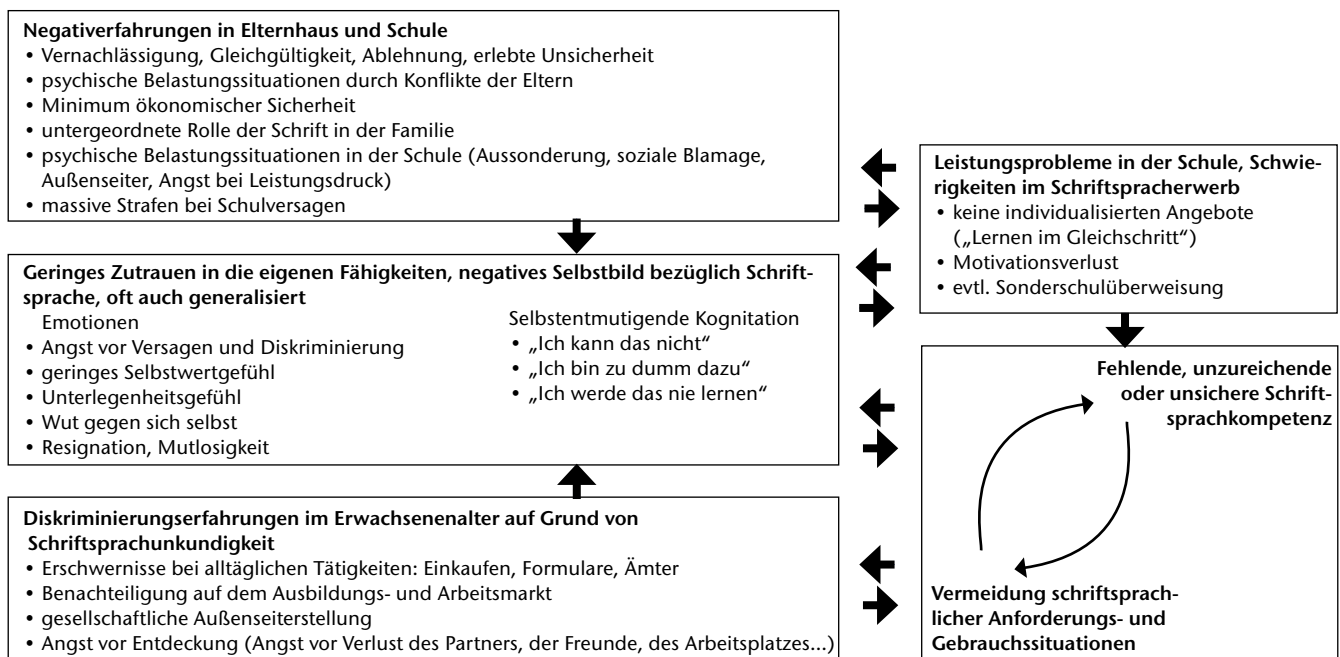 Negativerfahrungen in Elternhaus und Schule
• Vernachlässigung, Gleichgültigkeit, Ablehnung, erlebte Unsicherheit
• psychische Belastungssituationen durch Konflikte der Eltern
• Minimum ökonomischer Sicherheit
• untergeordnete Rolle der Schrift in der Familie
• psychische Belastungssituationen in der Schule (Aussonderung, soziale Blamage,
Außenseiter, Angst bei Leistungsdruck)
• massive Strafen bei Schulversagen
Geringes Zutrauen in die eigenen Fähigkeiten, negatives Selbstbild bezüglich Schrift-
sprache, oft auch generalisiert
Emotionen
• Angst vor Versagen und Diskriminierung
• geringes Selbstwertgefühl
• Unterlegenheitsgefühl
• Wut gegen sich selbst
• Resignation, Mutlosigkeit
Selbstentmutigende Kognitation
• „Ich kann das nicht“
• „Ich bin zu dumm dazu“
• „Ich werde das nie lernen“
Diskriminierungserfahrungen im Erwachsenenalter auf Grund von
Schriftsprachunkundigkeit
• Erschwernisse bei alltäglichen Tätigkeiten: Einkaufen, Formulare, Ämter
• Benachteiligung auf dem Ausbildungs- und Arbeitsmarkt
• gesellschaftliche Außenseiterstellung
• Angst vor Entdeckung (Angst vor Verlust des Partners, der Freunde, des Arbeitsplatzes...)
Leistungsprobleme in der Schule, Schwie-
rigkeiten im Schriftspracherwerb
• keine individualisierten Angebote
(„Lernen im Gleichschritt“)
• Motivationsverlust
• evtl. Sonderschulüberweisung
Fehlende, unzureichende
oder unsichere Schrift-
sprachkompetenz
Vermeidung schriftsprach-
licher Anforderungs- und
Gebrauchssituationen